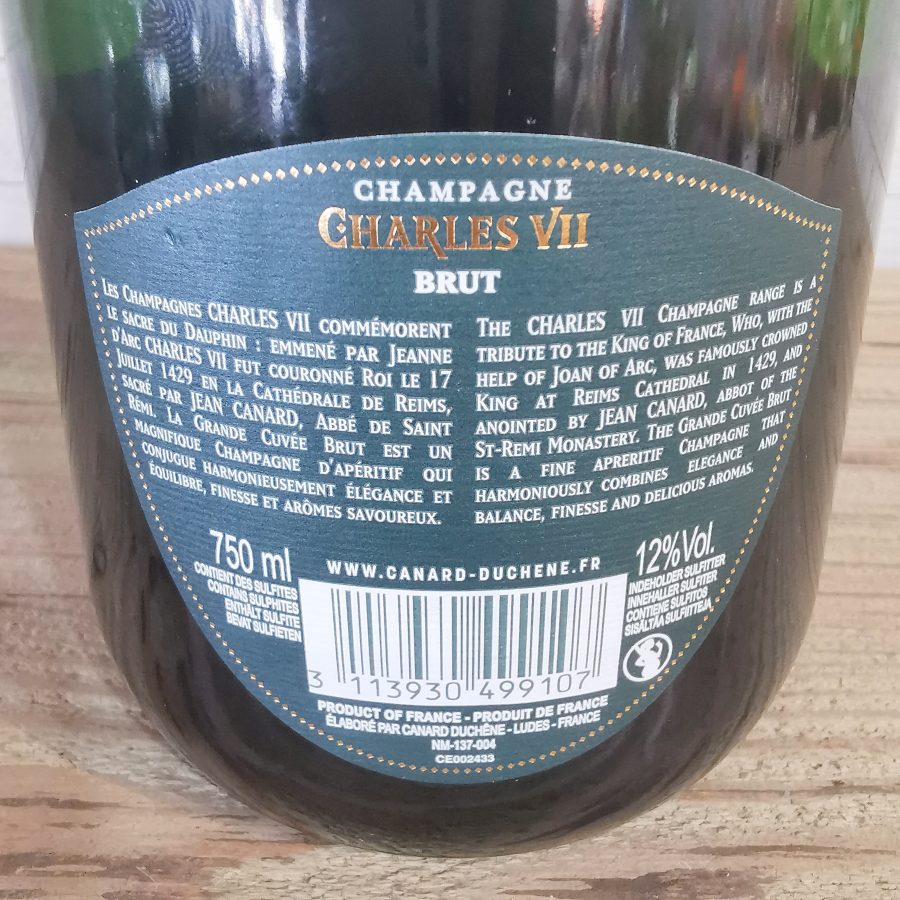 CHAMPAGNE
CHARLES VII
BRUT
LES CHAMPAGNES CHARLES VII COMMÉMORENT
LE SACRE DU DAUPHIN : EMMENÉ PAR JEANNE
D'ARC CHARLES VII FUT COURONNÉ ROI LE 17
JUILLET 1429 EN LA CATHÉDRALE DE REIMS,
SACRÉ PAR JEAN CANARD, ABBÉ DE SAINT
RÉMI. LA GRANDE CUVÉE BRUT EST UN
MAGNIFIQUE CHAMPAGNE D'APÉRITIF QUI
CONJUGUE HARMONIEUSEMENT ÉLÉGANCE ET
ÉQUILIBRE, FINESSE ET ARÔMES SAVOUREUX.
THE CHARLES VII CHAMPAGNE RANGE IS A
TRIBUTE TO THE KING OF FRANCE, WHO, WITH THE
HELP OF JOAN OF ARC, WAS FAMOUSLY CROWNED
KING AT REIMS CATHEDRAL IN 1429, AND
ANOINTED BY JEAN CANARD, ABBOT OF THE
ST-REMI MONASTERY. THE GRANDE CUVÉE BRUT
IS A FINE APRERITIF CHAMPAGNE THAT
HARMONIOUSLY COMBINES ELEGANCE AND
BALANCE, FINESSE AND DELICIOUS AROMAS.
750 ml
CONTIENT DES SULFITES
CONTAINS SULPHITES
ENTHÄLT SULFITE
BEVAT SULFIETEN
WWW.CANARD-DUCHENE.FR
12% Vol.
INDEHOLDER SULFITTER
INNEHALLER SULFITER
CONTIENE SULFITOS
SISÄLTÄÄ SULFIITTEJA
3 113930 499107
PRODUCT OF FRANCE - PRODUIT DE FRANCE
ÉLABORÉ PAR CANARD DUCHÊNE - LUDES - FRANCE
NM-137-004
CE002433